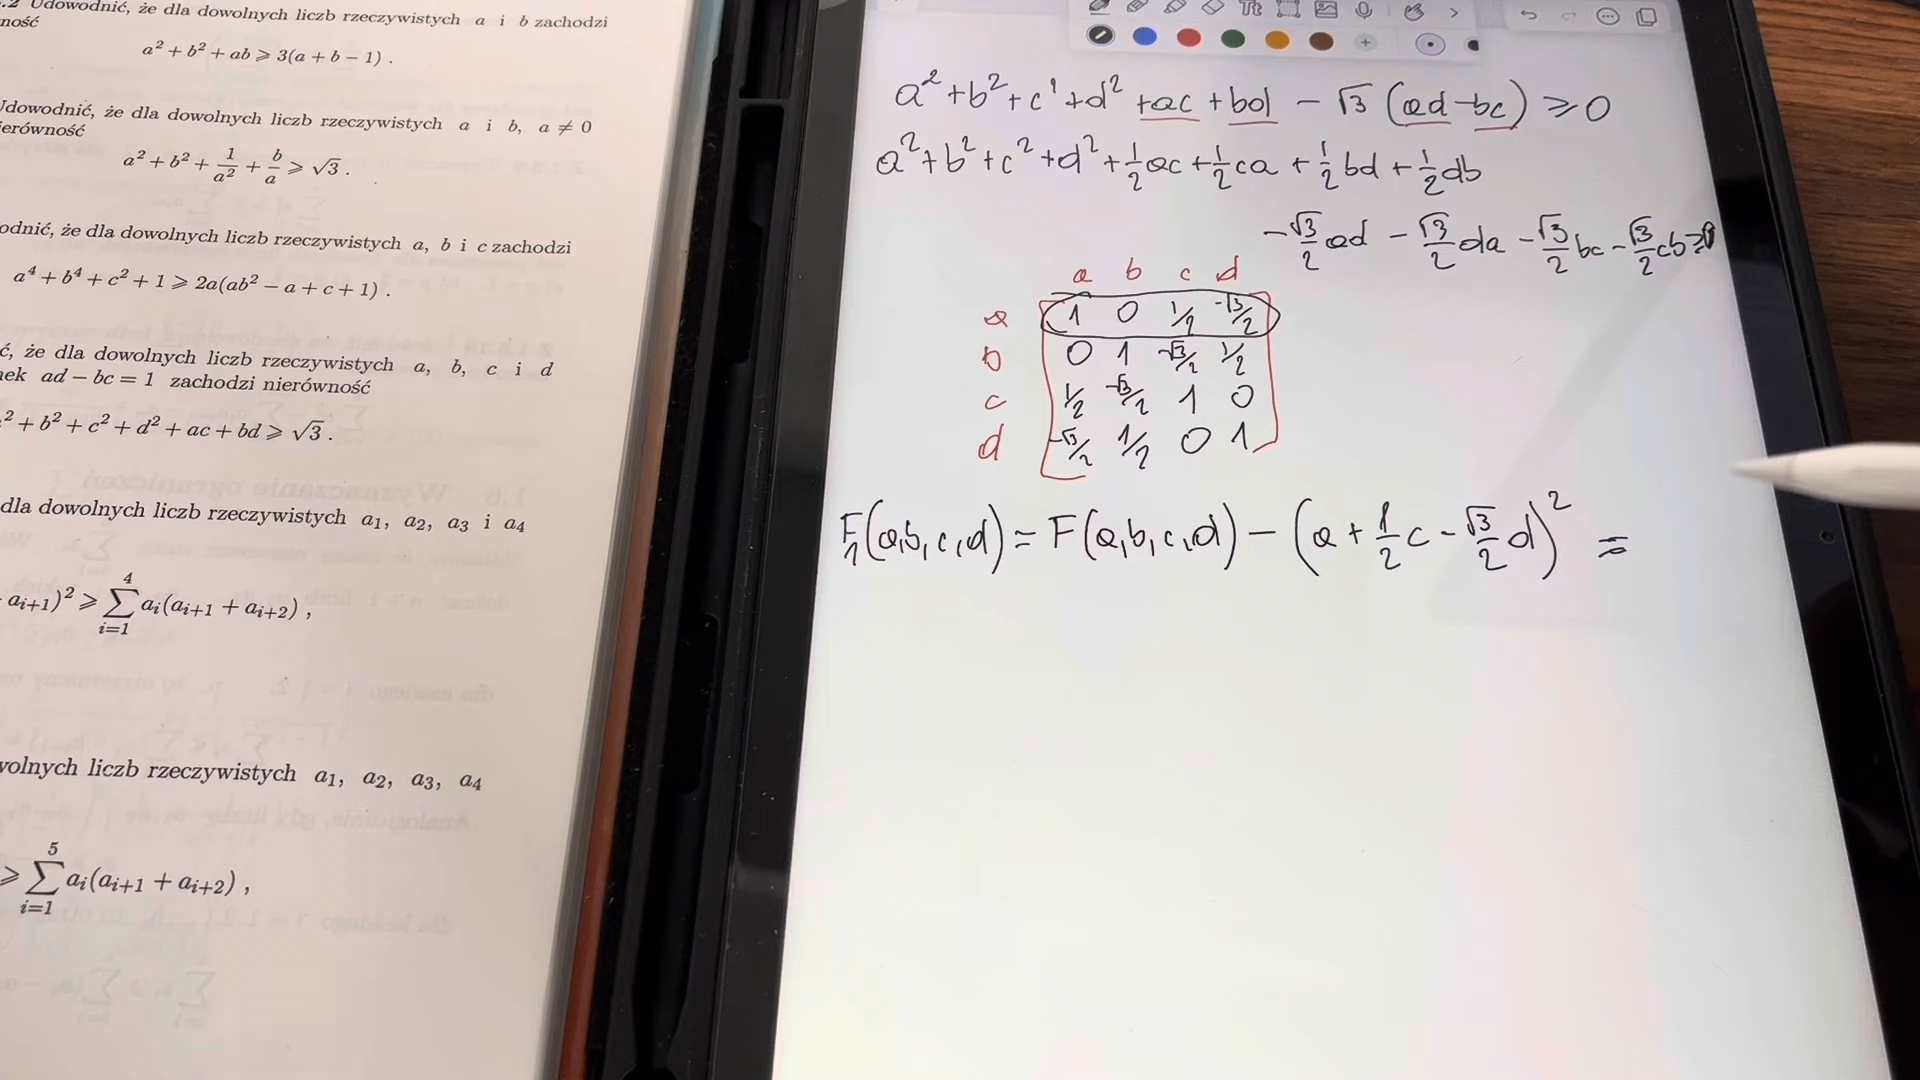 .2 Udowodnić, że dla dowolnych liczb rzeczywistych a i b zachodzi
ność
a² + b² + ab ⩾ 3(a + b − 1) .
Udowodnić, że dla dowolnych liczb rzeczywistych a i b, a ≠ 0
ierówność
a² + b² + 1/a² + b/a ⩾ √3 .
odnić, że dla dowolnych liczb rzeczywistych a, b i c zachodzi
a⁴ + b⁴ + c² + 1 ⩾ 2a(ab² − a + c + 1) .
ć, że dla dowolnych liczb rzeczywistych a, b, c i d
nek ad − bc = 1 zachodzi nierówność
² + b² + c² + d² + ac + bd ⩾ √3 .
dla dowolnych liczb rzeczywistych a₁, a₂, a₃ i a₄
a_{i+1})² ⩾ ∑_{i=1}^{4} a_i(a_{i+1} + a_{i+2}) ,
wolnych liczb rzeczywistych a₁, a₂, a₃, a₄
⩾ ∑_{i=1}^{5} a_i(a_{i+1} + a_{i+2}) ,
a² + b² + c¹ + d² + ac + bd − √3 (ad − bc) ⩾ 0
a² + b² + c² + d² + 1/2 ac + 1/2 ca + 1/2 bd + 1/2 db
− √3/2 ad − √3/2 da − √3/2 bc − √3/2 cb ⩾ 0
a b c d
a 1 0 1/2 −√3/2
b 0 1 −√3/2 1/2
c 1/2 −√3/2 1 0
d −√3/2 1/2 0 1
F₁(a,b,c,d) = F(a,b,c,d) − (a + 1/2 c − √3/2 d)² =